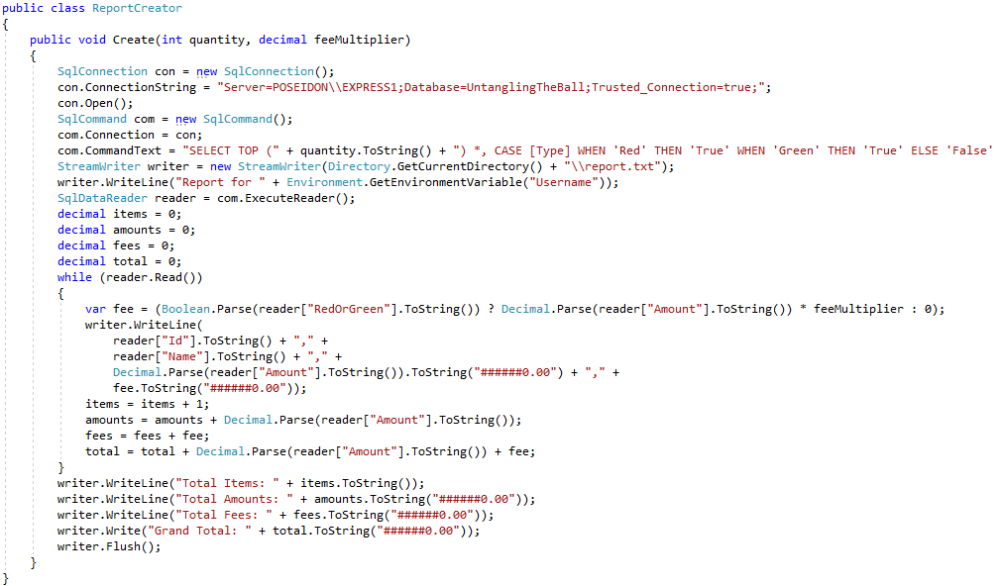 public class ReportCreator
{
    public void Create(int quantity, decimal feeMultiplier)
    {
        SqlConnection con = new SqlConnection();
        con.ConnectionString = "Server=POSEIDON\\EXPRESS1;Database=UntanglingTheBall;Trusted_Connection=true;";
        con.Open();
        SqlCommand com = new SqlCommand();
        com.Connection = con;
        com.CommandText = "SELECT TOP (" + quantity.ToString() + ") *, CASE [Type] WHEN 'Red' THEN 'True' WHEN 'Green' THEN 'True' ELSE 'False'
        StreamWriter writer = new StreamWriter(Directory.GetCurrentDirectory() + "\\report.txt");
        writer.WriteLine("Report for " + Environment.GetEnvironmentVariable("Username"));
        SqlDataReader reader = com.ExecuteReader();
        decimal items = 0;
        decimal amounts = 0;
        decimal fees = 0;
        decimal total = 0;
        while (reader.Read())
        {
            var fee = (Boolean.Parse(reader["RedOrGreen"].ToString()) ? Decimal.Parse(reader["Amount"].ToString()) * feeMultiplier : 0);
            writer.WriteLine(
                reader["Id"].ToString() + "," +
                reader["Name"].ToString() + "," +
                Decimal.Parse(reader["Amount"].ToString()).ToString("######0.00") + "," +
                fee.ToString("######0.00"));
            items = items + 1;
            amounts = amounts + Decimal.Parse(reader["Amount"].ToString());
            fees = fees + fee;
            total = total + Decimal.Parse(reader["Amount"].ToString()) + fee;
        }
        writer.WriteLine("Total Items: " + items.ToString());
        writer.WriteLine("Total Amounts: " + amounts.ToString("######0.00"));
        writer.WriteLine("Total Fees: " + fees.ToString("######0.00"));
        writer.Write("Grand Total: " + total.ToString("######0.00"));
        writer.Flush();
    }
}